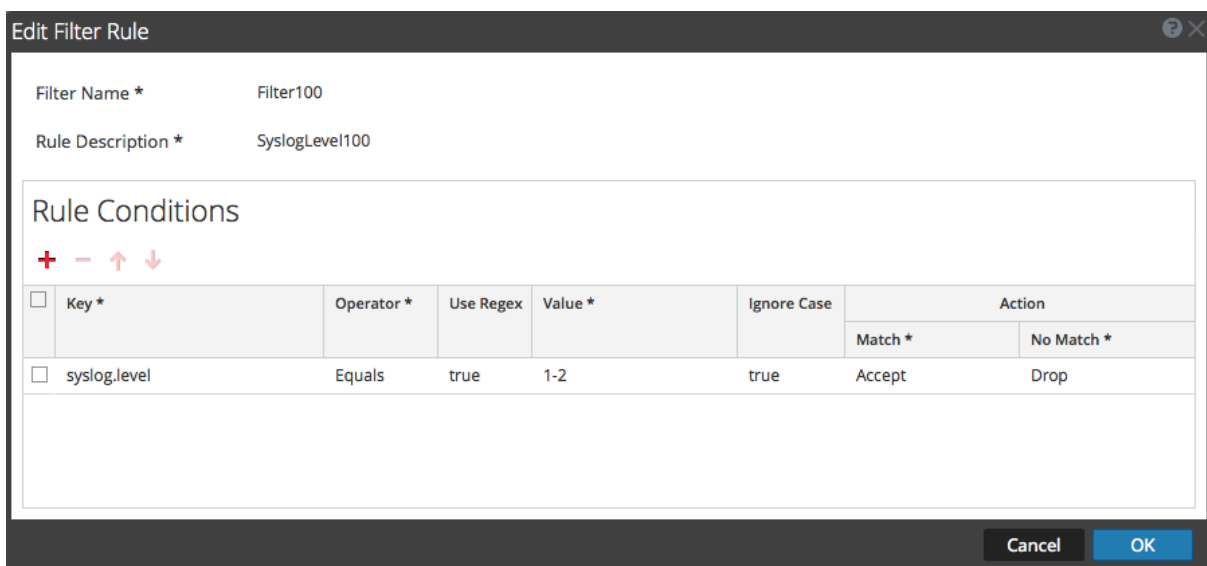 Edit Filter Rule
Filter Name * Filter100
Rule Description * SyslogLevel100
Rule Conditions
Key * Operator * Use Regex Value * Ignore Case Action
Match * No Match *
syslog.level Equals true 1-2 true Accept Drop
Cancel OK